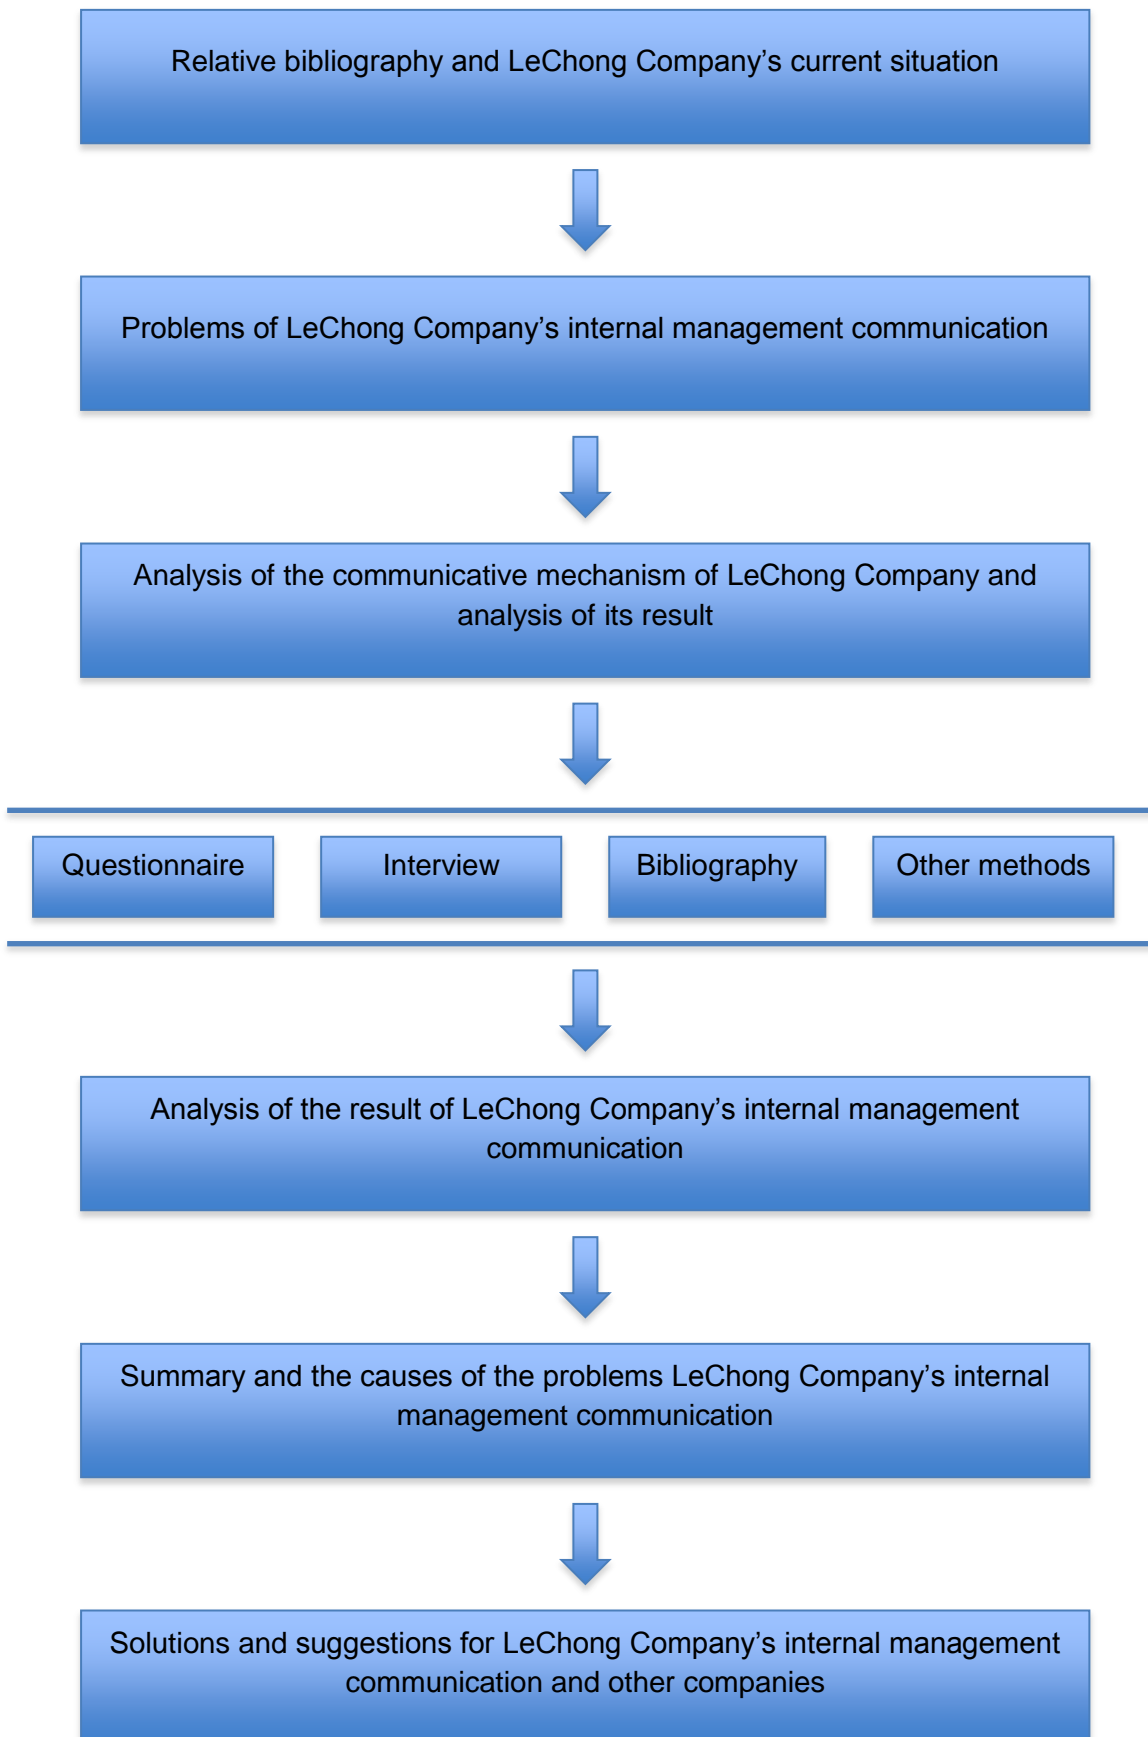 Relative bibliography and LeChong Company’s current situation
Problems of LeChong Company’s internal management communication
Analysis of the communicative mechanism of LeChong Company and
analysis of its result
Questionnaire
Interview
Bibliography
Other methods
Analysis of the result of LeChong Company’s internal management
communication
Summary and the causes of the problems LeChong Company’s internal
management communication
Solutions and suggestions for LeChong Company’s internal management
communication and other companies